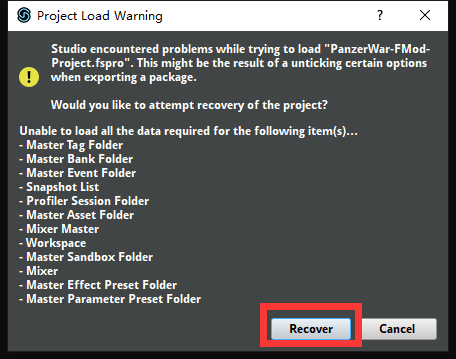 Project Load Warning
Studio encountered problems while trying to load "PanzerWar-FMod-
Project.fspro". This might be the result of a unticking certain options
when exporting a package.
Would you like to attempt recovery of the project?
Unable to load all the data required for the following item(s)...
- Master Tag Folder
- Master Bank Folder
- Master Event Folder
- Snapshot List
- Profiler Session Folder
- Master Asset Folder
- Mixer Master
- Workspace
- Master Sandbox Folder
- Mixer
- Master Effect Preset Folder
- Master Parameter Preset Folder
Recover
Cancel